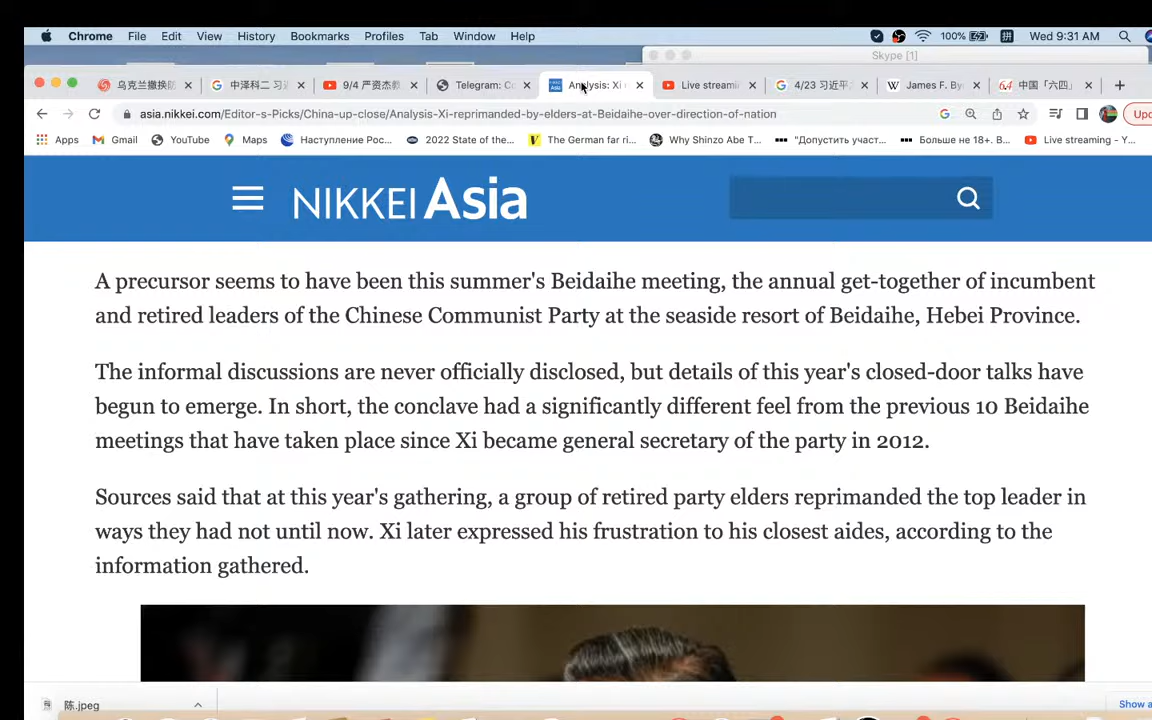 Chrome File Edit View History Bookmarks Profiles Tab Window Help 100% 拼 Wed 9:31 AM
Skype [1]
乌克兰撤换防 中泽科二 习 9/4 严资杰教 Telegram: Co Analysis: Xi Live streami 4/23 习近平 James F. By 中国「六四
asia.nikkei.com/Editor-s-Picks/China-up-close/Analysis-Xi-reprimanded-by-elders-at-Beidaihe-over-direction-of-nation
Apps Gmail YouTube Maps Наступление Рос... 2022 State of the... The German far ri... Why Shinzo Abe T... "Допустить участ... Больше не 18+. В... Live streaming - Y...
NIKKEI Asia
A precursor seems to have been this summer's Beidaihe meeting, the annual get-together of incumbent
and retired leaders of the Chinese Communist Party at the seaside resort of Beidaihe, Hebei Province.
The informal discussions are never officially disclosed, but details of this year's closed-door talks have
begun to emerge. In short, the conclave had a significantly different feel from the previous 10 Beidaihe
meetings that have taken place since Xi became general secretary of the party in 2012.
Sources said that at this year's gathering, a group of retired party elders reprimanded the top leader in
ways they had not until now. Xi later expressed his frustration to his closest aides, according to the
information gathered.
陈.jpeg
Show a